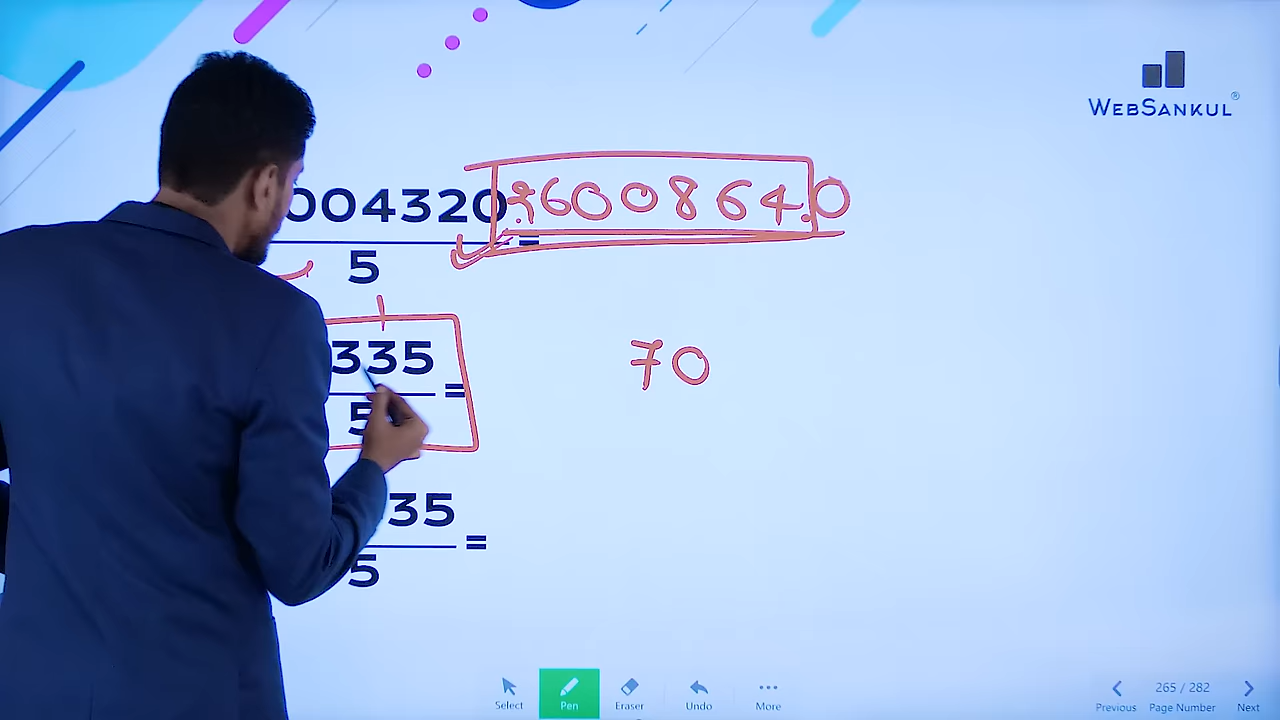 WEBSANKUL®
004320 = 600864.0
5
335 = 70
5
35 =
5
Select
Pen
Eraser
Undo
More
Previous
265 / 282
Page Number
Next